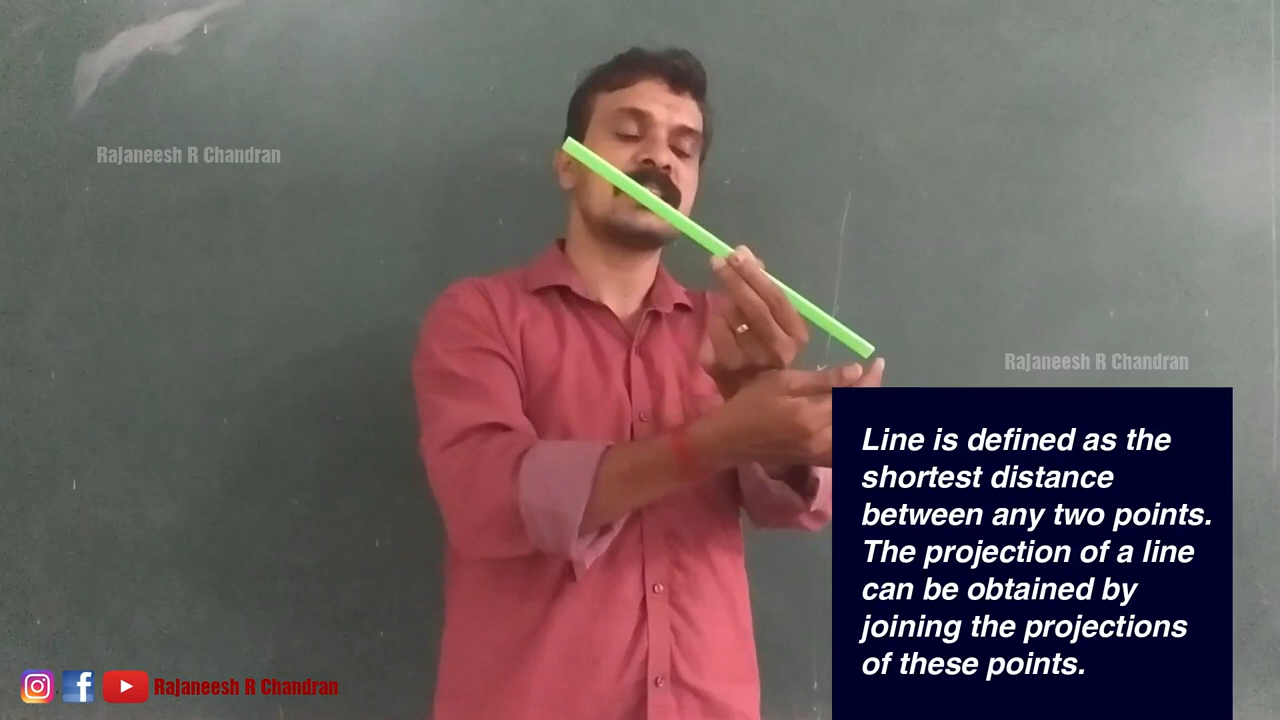 Rajaneesh R Chandran
Rajaneesh R Chandran
Line is defined as the
shortest distance
between any two points.
The projection of a line
can be obtained by
joining the projections
of these points.
Rajaneesh R Chandran